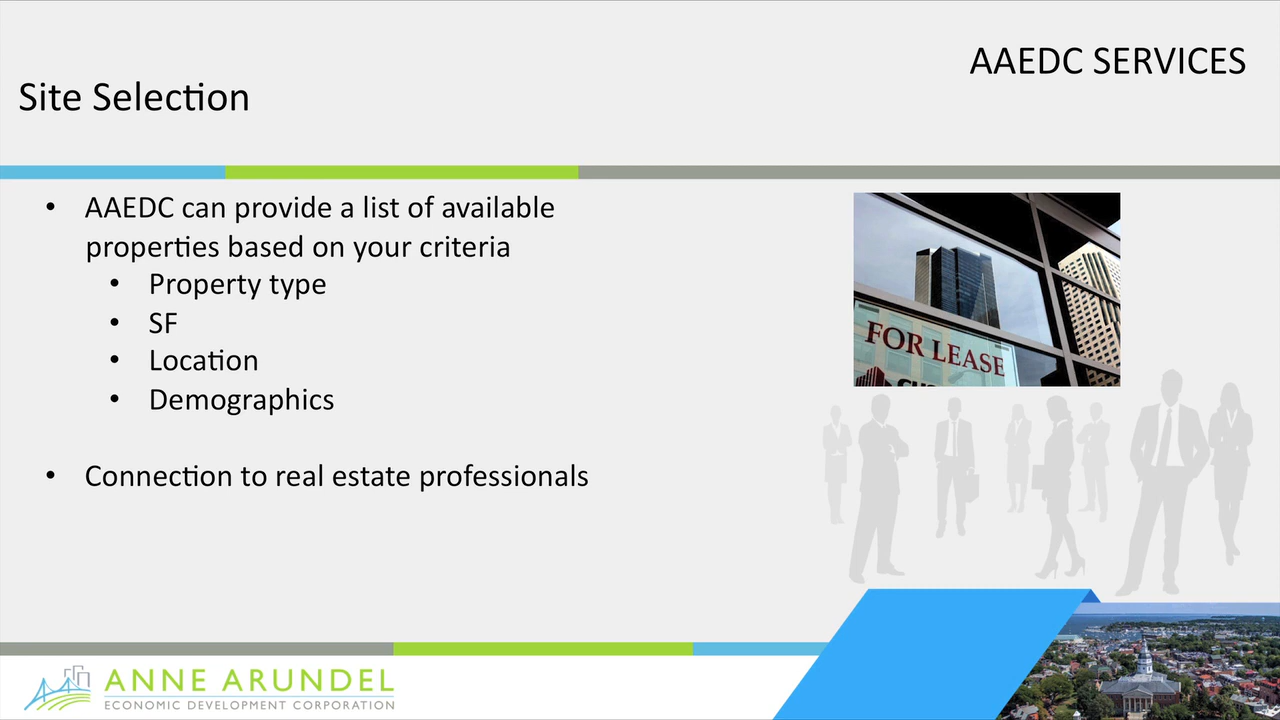 AAEDC SERVICES
Site Selection
• AAEDC can provide a list of available
properties based on your criteria
• Property type
• SF
• Location
• Demographics
• Connection to real estate professionals
FOR LEASE
ANNE ARUNDEL
ECONOMIC DEVELOPMENT CORPORATION